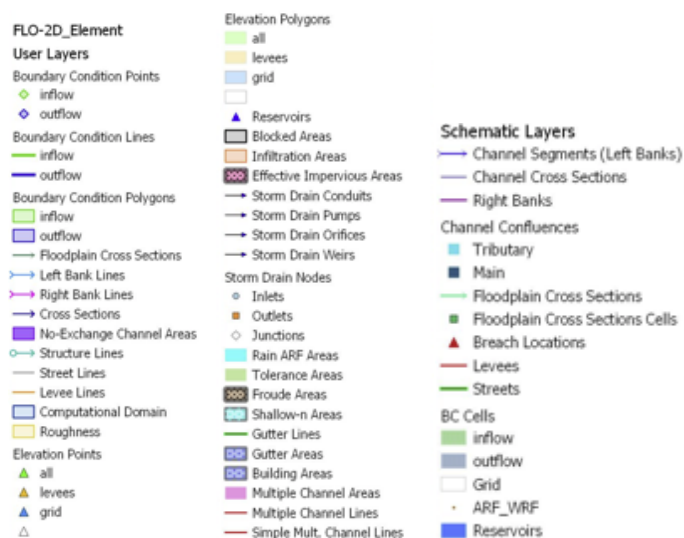 FLO-2D_Element
User Layers
Boundary Condition Points
inflow
outflow
Boundary Condition Lines
inflow
outflow
Boundary Condition Polygons
inflow
outflow
Floodplain Cross Sections
Left Bank Lines
Right Bank Lines
Cross Sections
No-Exchange Channel Areas
Structure Lines
Street Lines
Levee Lines
Computational Domain
Roughness
Elevation Points
all
levees
grid
Elevation Polygons
all
levees
grid
Reservoirs
Blocked Areas
Infiltration Areas
Effective Impervious Areas
Storm Drain Conduits
Storm Drain Pumps
Storm Drain Orifices
Storm Drain Weirs
Storm Drain Nodes
Inlets
Outlets
Junctions
Rain ARF Areas
Tolerance Areas
Froude Areas
Shallow-n Areas
Gutter Lines
Gutter Areas
Building Areas
Multiple Channel Areas
Multiple Channel Lines
Simple Mult. Channel Lines
Schematic Layers
Channel Segments (Left Banks)
Channel Cross Sections
Right Banks
Channel Confluences
Tributary
Main
Floodplain Cross Sections
Floodplain Cross Sections Cells
Breach Locations
Levees
Streets
BC Cells
inflow
outflow
Grid
ARF_WRF
Reservoirs